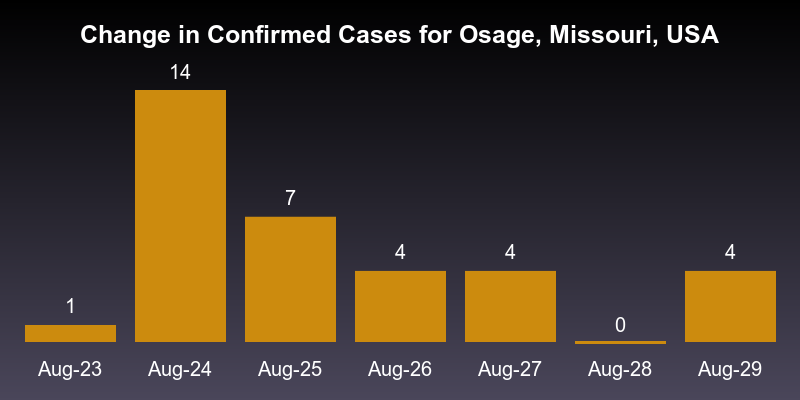 Change in Confirmed Cases for Osage, Missouri, USA
14
7
4
4
4
1
0
Aug-23
Aug-24
Aug-25
Aug-26
Aug-27
Aug-28
Aug-29